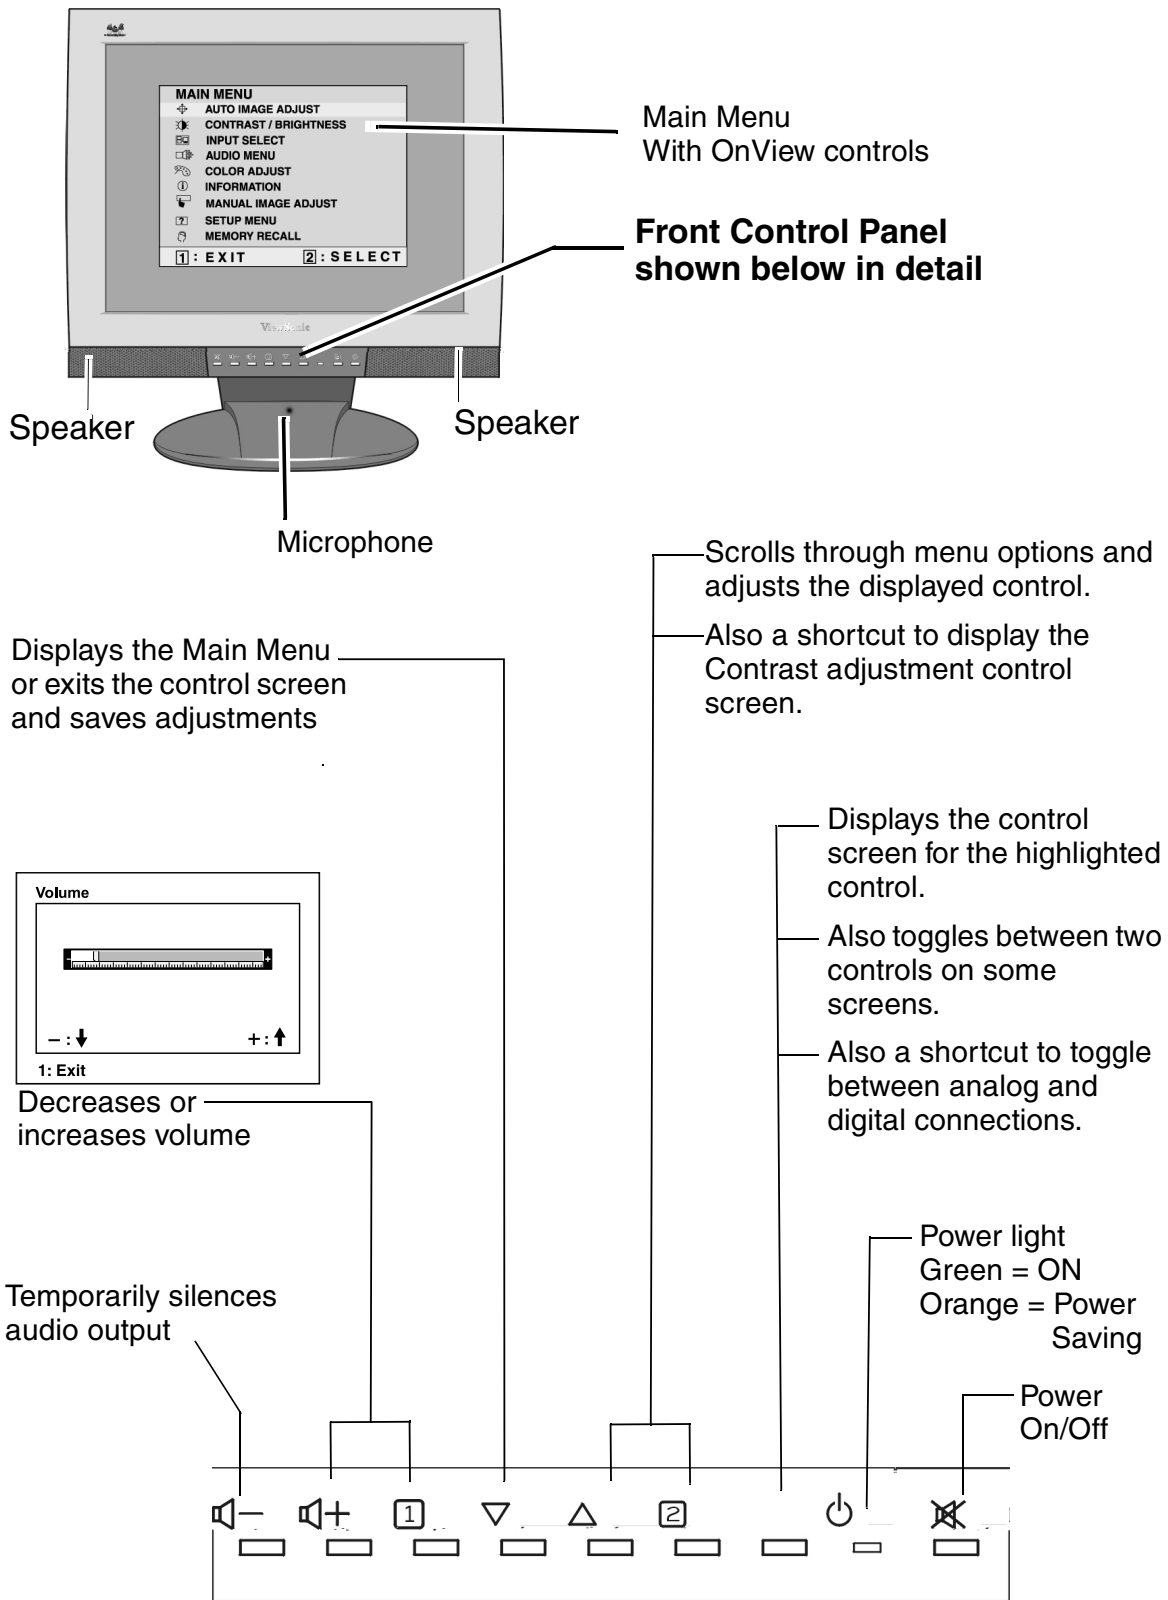 MAIN MENU
AUTO IMAGE ADJUST
CONTRAST / BRIGHTNESS
INPUT SELECT
AUDIO MENU
COLOR ADJUST
INFORMATION
MANUAL IMAGE ADJUST
SETUP MENU
MEMORY RECALL
1 : EXIT 2 : SELECT
ViewSonic
Main Menu
With OnView controls
Front Control Panel
shown below in detail
Speaker
Speaker
Microphone
Scrolls through menu options and
adjusts the displayed control.
Also a shortcut to display the
Contrast adjustment control
screen.
Displays the Main Menu
or exits the control screen
and saves adjustments
Displays the control
screen for the highlighted
control.
Also toggles between two
controls on some
screens.
Also a shortcut to toggle
between analog and
digital connections.
Volume
- +
– : ↓ + : ↑
1: Exit
Decreases or
increases volume
Power light
Green = ON
Orange = Power
Saving
Temporarily silences
audio output
Power
On/Off
1 2